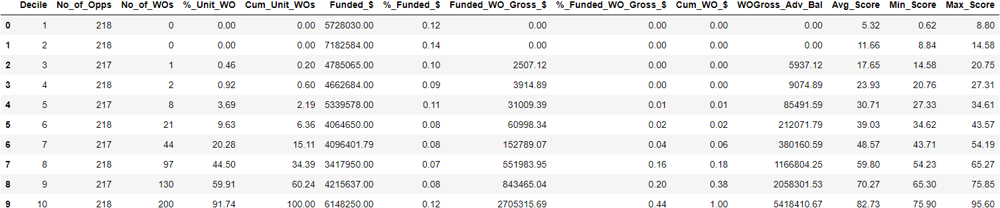 Decile No_of_Opps No_of_WOs %_Unit_WO Cum_Unit_WOs Funded_$ %_Funded_$ Funded_WO_Gross_$ %_Funded_WO_Gross_$ Cum_WO_$ WOGross_Adv_Bal Avg_Score Min_Score Max_Score
0 1 218 0 0.00 0.00 5728030.00 0.12 0.00 0.00 0.00 0.00 5.32 0.62 8.80
1 2 218 0 0.00 0.00 7182584.00 0.14 0.00 0.00 0.00 0.00 11.66 8.84 14.58
2 3 217 1 0.46 0.20 4785065.00 0.10 2507.12 0.00 0.00 5937.12 17.65 14.58 20.75
3 4 218 2 0.92 0.60 4662684.00 0.09 3914.89 0.00 0.00 9074.89 23.93 20.76 27.31
4 5 217 8 3.69 2.19 5339578.00 0.11 31009.39 0.01 0.01 85491.59 30.71 27.33 34.61
5 6 218 21 9.63 6.36 4064650.00 0.08 60998.34 0.02 0.02 212071.79 39.03 34.62 43.57
6 7 217 44 20.28 15.11 4096401.79 0.08 152789.07 0.04 0.06 380160.59 48.57 43.71 54.19
7 8 218 97 44.50 34.39 3417950.00 0.07 551983.95 0.16 0.18 1166804.25 59.80 54.23 65.27
8 9 217 130 59.91 60.24 4215637.00 0.08 843465.04 0.20 0.38 2058301.53 70.27 65.30 75.85
9 10 218 200 91.74 100.00 6148250.00 0.12 2705315.69 0.44 1.00 5418410.67 82.73 75.90 95.60